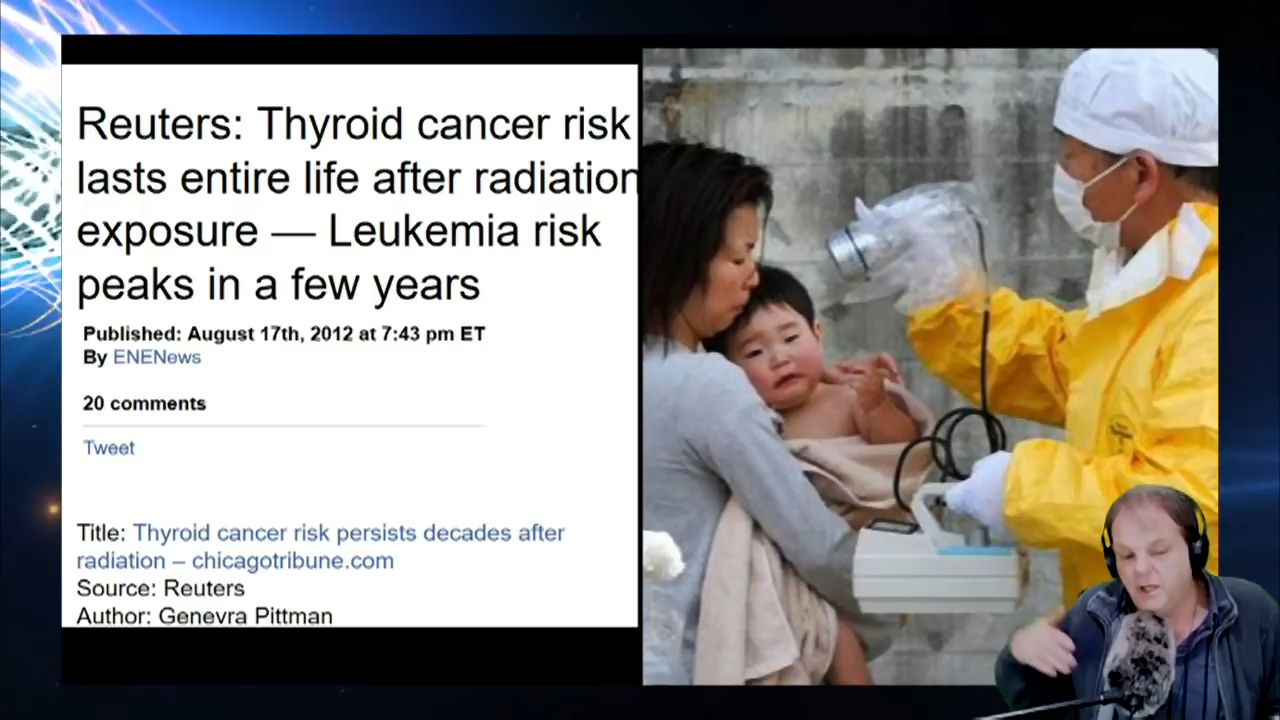 Reuters: Thyroid cancer risk
lasts entire life after radiation
exposure — Leukemia risk
peaks in a few years
Published: August 17th, 2012 at 7:43 pm ET
By ENENews
20 comments
Tweet
Title: Thyroid cancer risk persists decades after
radiation – chicagotribune.com
Source: Reuters
Author: Genevra Pittman